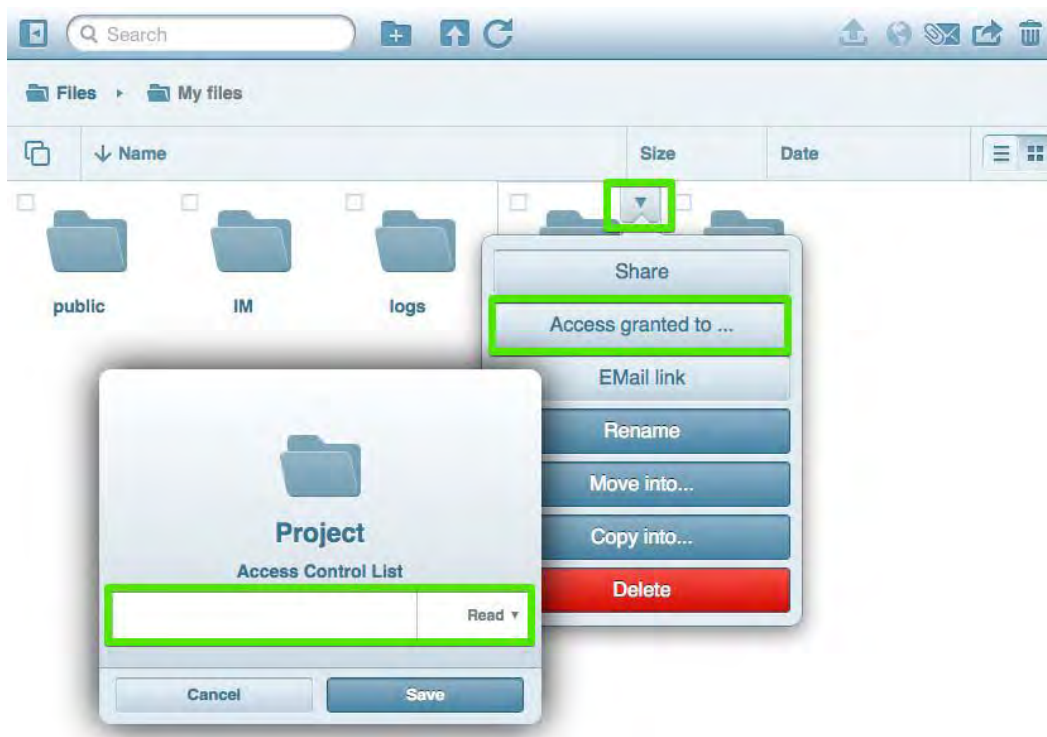 Search
Files My files
Name Size Date
public IM logs
Share
Access granted to ...
EMail link
Rename
Move into...
Copy into...
Delete
Project
Access Control List
Read
Cancel Save